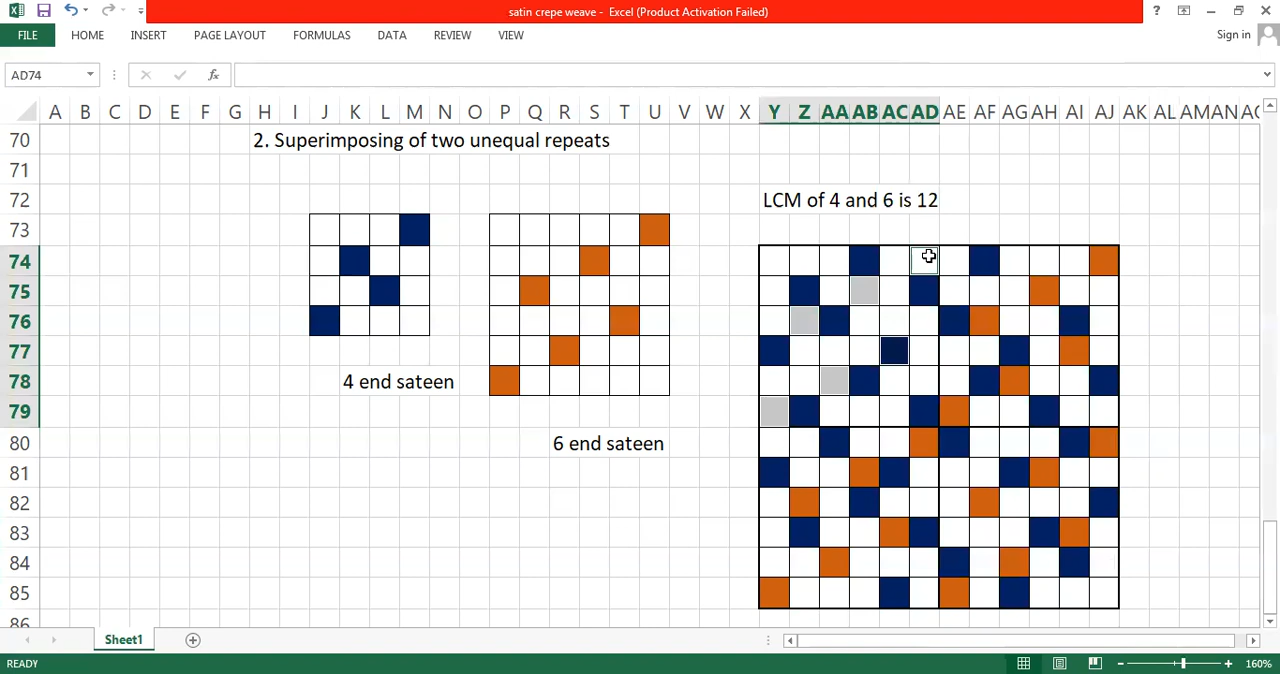 satin crepe weave - Excel (Product Activation Failed)
FILE HOME INSERT PAGE LAYOUT FORMULAS DATA REVIEW VIEW Sign in
AD74 fx
A B C D E F G H I J K L M N O P Q R S T U V W X Y Z AA AB AC AD AE AF AG AH AI AJ AK AL AM AN
70 2. Superimposing of two unequal repeats
71
72 LCM of 4 and 6 is 12
73
74
75
76
77
78 4 end sateen
79
80 6 end sateen
81
82
83
84
85
86
Sheet1
READY 160%